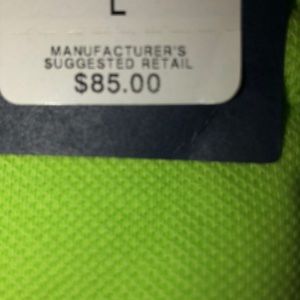 L
MANUFACTURER'S
SUGGESTED RETAIL
$85.00